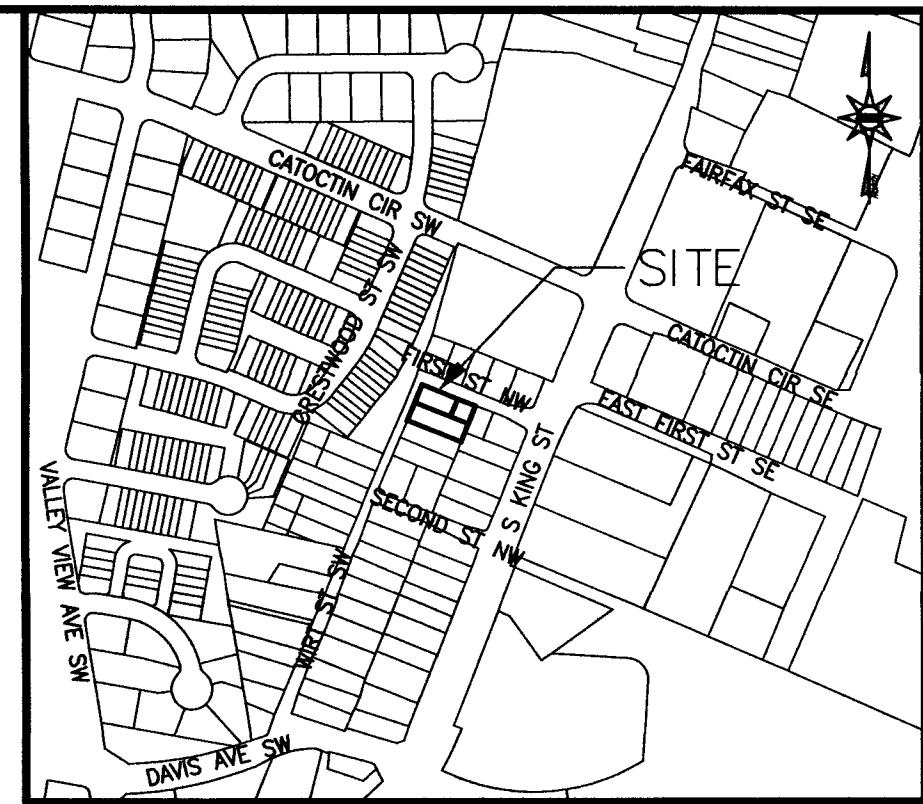 FAIRFAX ST SE
CATOCTIN CIR SW
SITE
CRESTWOOD ST SW
FIRST ST NW
CATOCTIN CIR SE
EAST FIRST ST SE
S KING ST
SECOND ST NW
VALLEY VIEW AVE SW
WIRT ST SW
DAVIS AVE SW